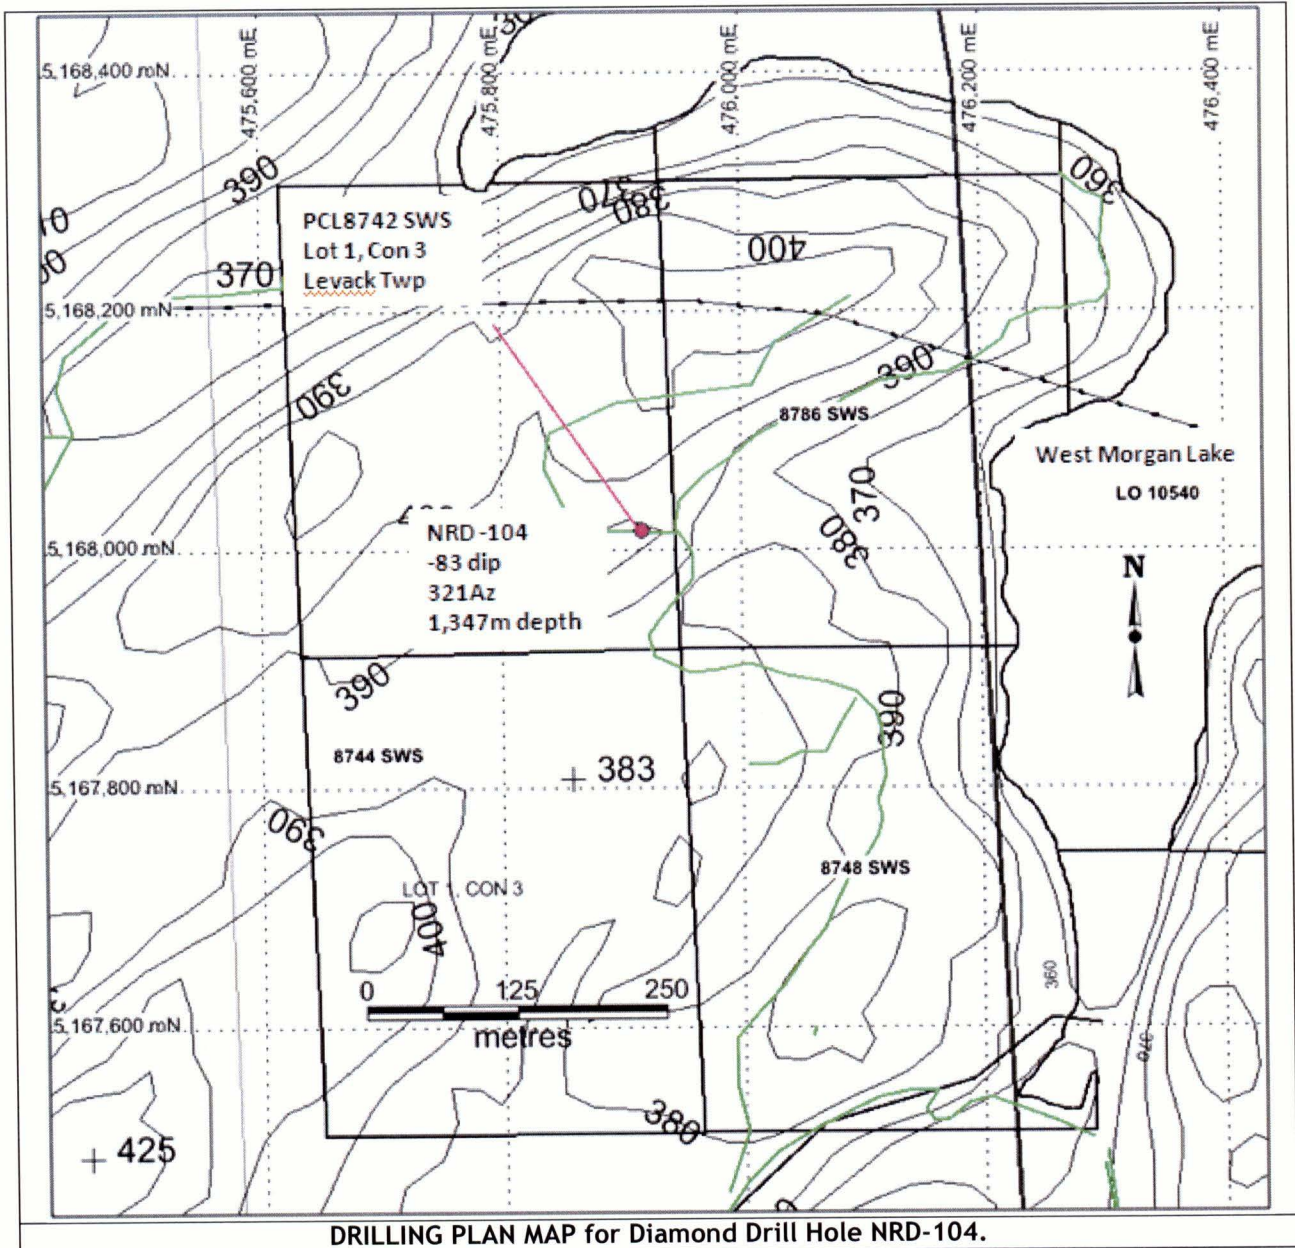 475,600 mE
475,800 mE
476,000 mE
476,200 mE
476,400 mE
5,168,400 mN
390
360
370
380
PCL8742 SWS
Lot 1, Con 3
Levack Twp
400
370
5,168,200 mN
390
390
8786 SWS
West Morgan Lake
LO 10540
370
380
NRD -104
-83 dip
321Az
1,347m depth
5,168,000 mN
N
390
390
8744 SWS
383
5,167,800 mN
390
8748 SWS
LOT 1, CON 3
400
360
0 125 250
metres
5,167,600 mN
370
380
425
DRILLING PLAN MAP for Diamond Drill Hole NRD-104.